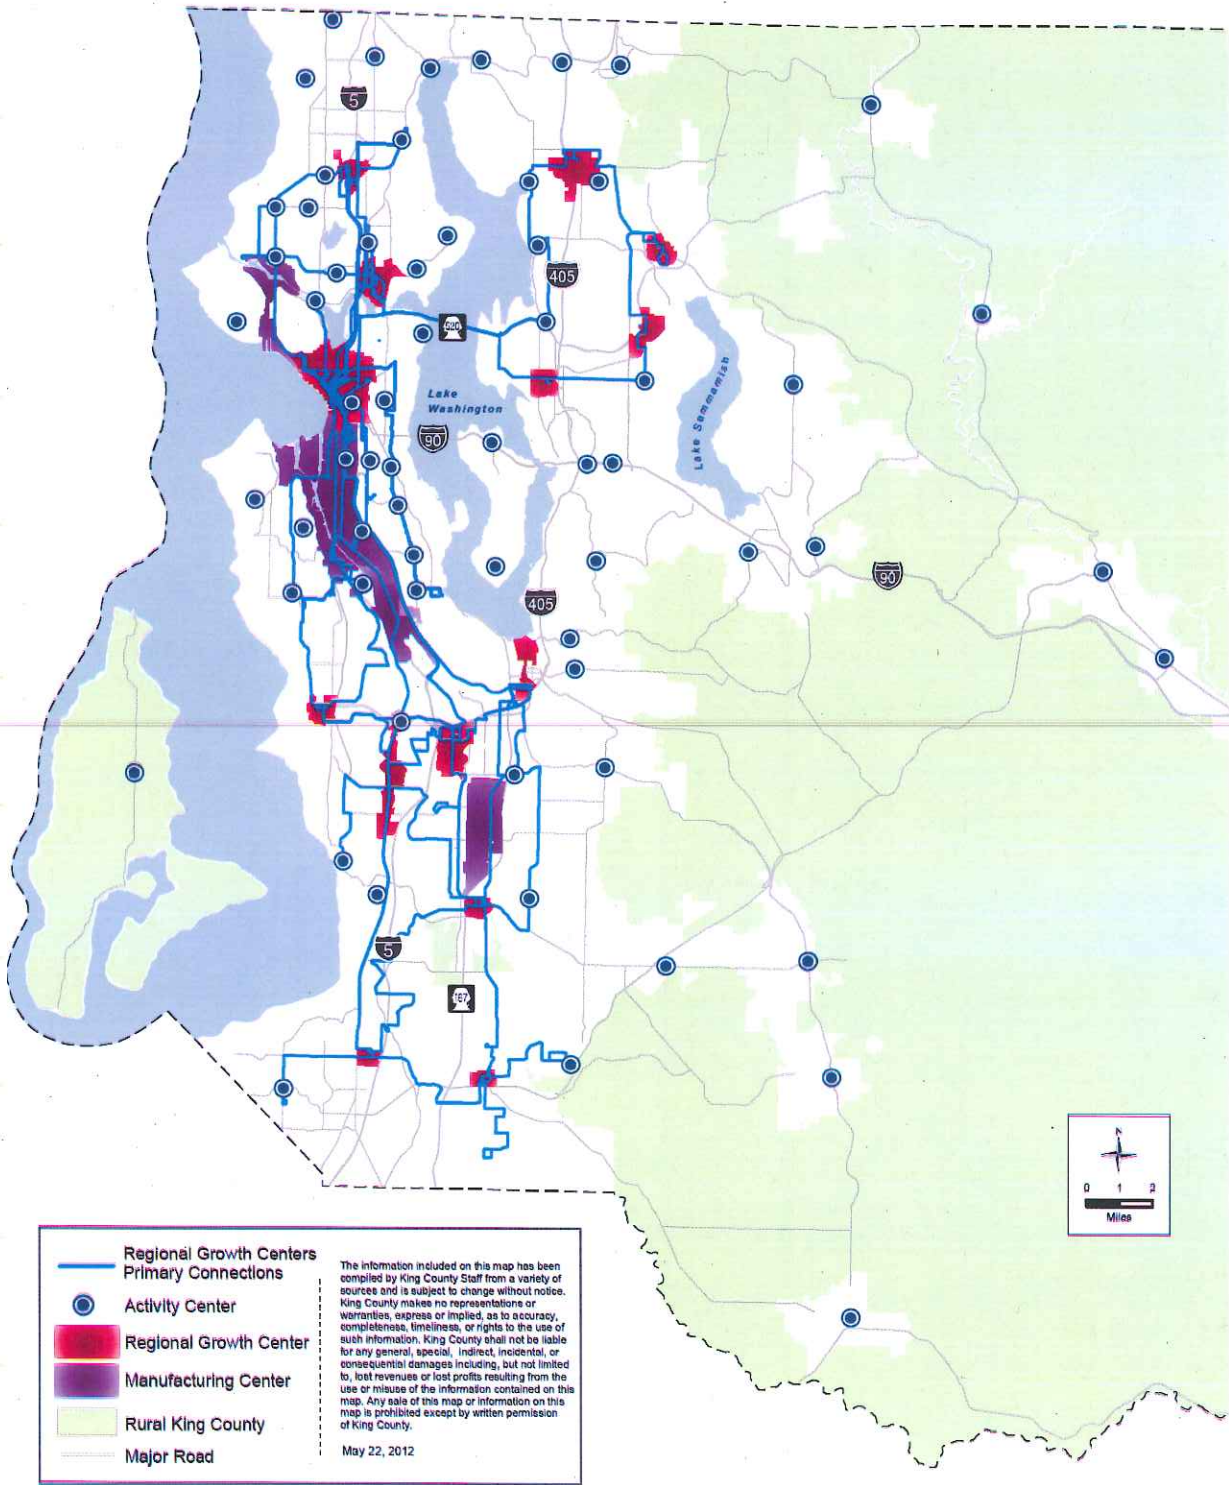 5
405
Lake
Washington
90
Lake Sammamish
90
405
5
167
N
0 1 2
Miles
Regional Growth Centers
Primary Connections
Activity Center
Regional Growth Center
Manufacturing Center
Rural King County
Major Road
The information included on this map has been
compiled by King County Staff from a variety of
sources and is subject to change without notice.
King County makes no representations or
warranties, express or implied, as to accuracy,
completeness, timeliness, or rights to the use of
such information. King County shall not be liable
for any general, special, indirect, incidental, or
consequential damages including, but not limited
to, lost revenues or lost profits resulting from the
use or misuse of the information contained on this
map. Any sale of this map or information on this
map is prohibited except by written permission
of King County.
May 22, 2012